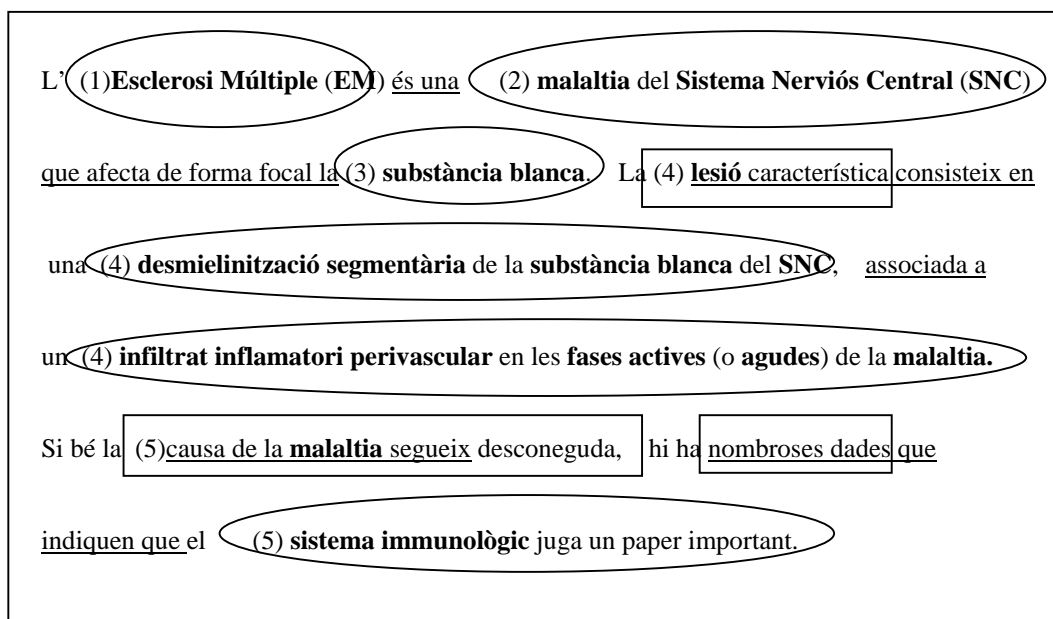 L' (1)Esclerosi Múltiple (EM) és una (2) malaltia del Sistema Nerviós Central (SNC)
que afecta de forma focal la (3) substància blanca. La (4) lesió característica consisteix en
una (4) desmielinització segmentària de la substància blanca del SNC, associada a
un (4) infiltrat inflamatori perivascular en les fases actives (o agudes) de la malaltia.
Si bé la (5)causa de la malaltia segueix desconeguda, hi ha nombroses dades que
indiquen que el (5) sistema immunològic juga un paper important.